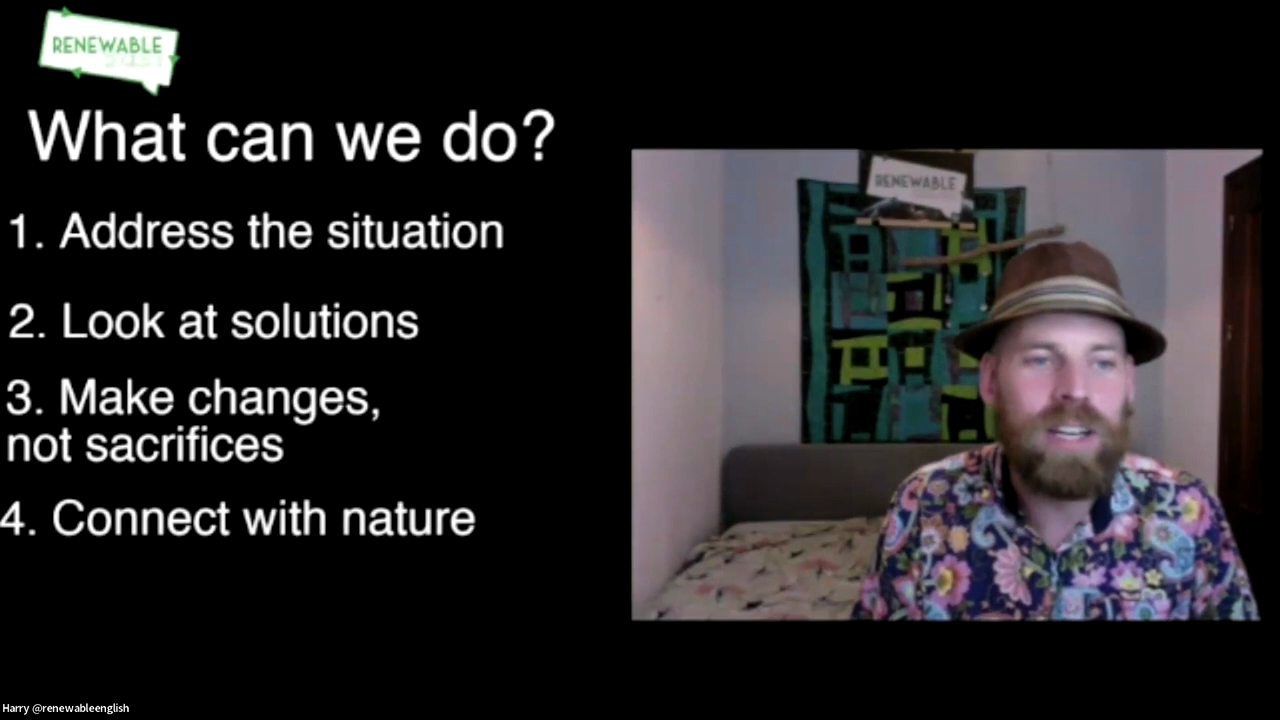 RENEWABLE
What can we do?
1. Address the situation
2. Look at solutions
3. Make changes,
not sacrifices
4. Connect with nature
RENEWABLE
Harry @renewableenglish